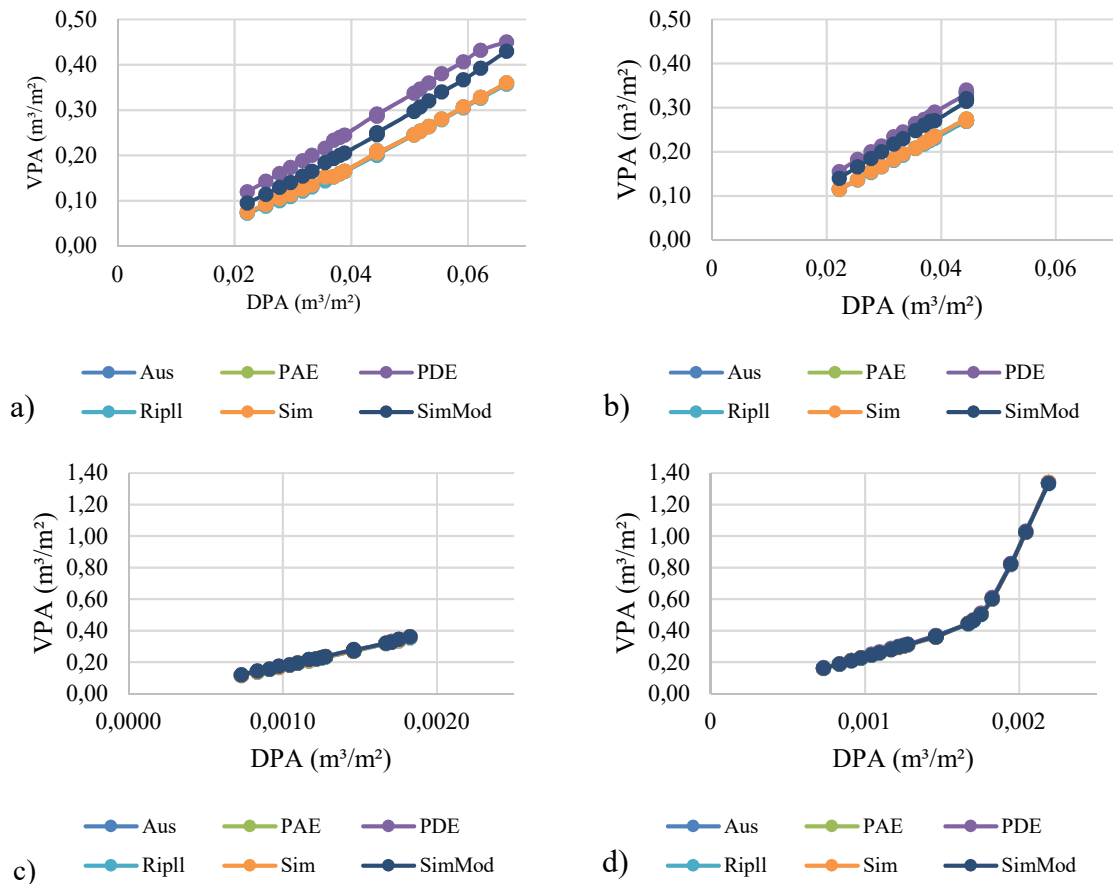 0,50
0,40
0,30
0,20
0,10
0,00
VPA (m³/m²)
0
0,02
0,04
0,06
DPA (m³/m²)
Aus
PAE
PDE
Ripll
Sim
SimMod
a)
0,50
0,40
0,30
0,20
0,10
0,00
VPA (m³/m²)
0
0,02
0,04
0,06
DPA (m³/m²)
Aus
PAE
PDE
Ripll
Sim
SimMod
b)
1,40
1,20
1,00
0,80
0,60
0,40
0,20
0,00
VPA (m³/m²)
0,0000
0,0010
0,0020
DPA (m³/m²)
Aus
PAE
PDE
Ripll
Sim
SimMod
c)
1,40
1,20
1,00
0,80
0,60
0,40
0,20
0,00
VPA (m³/m²)
0
0,001
0,002
DPA (m³/m²)
Aus
PAE
PDE
Ripll
Sim
SimMod
d)